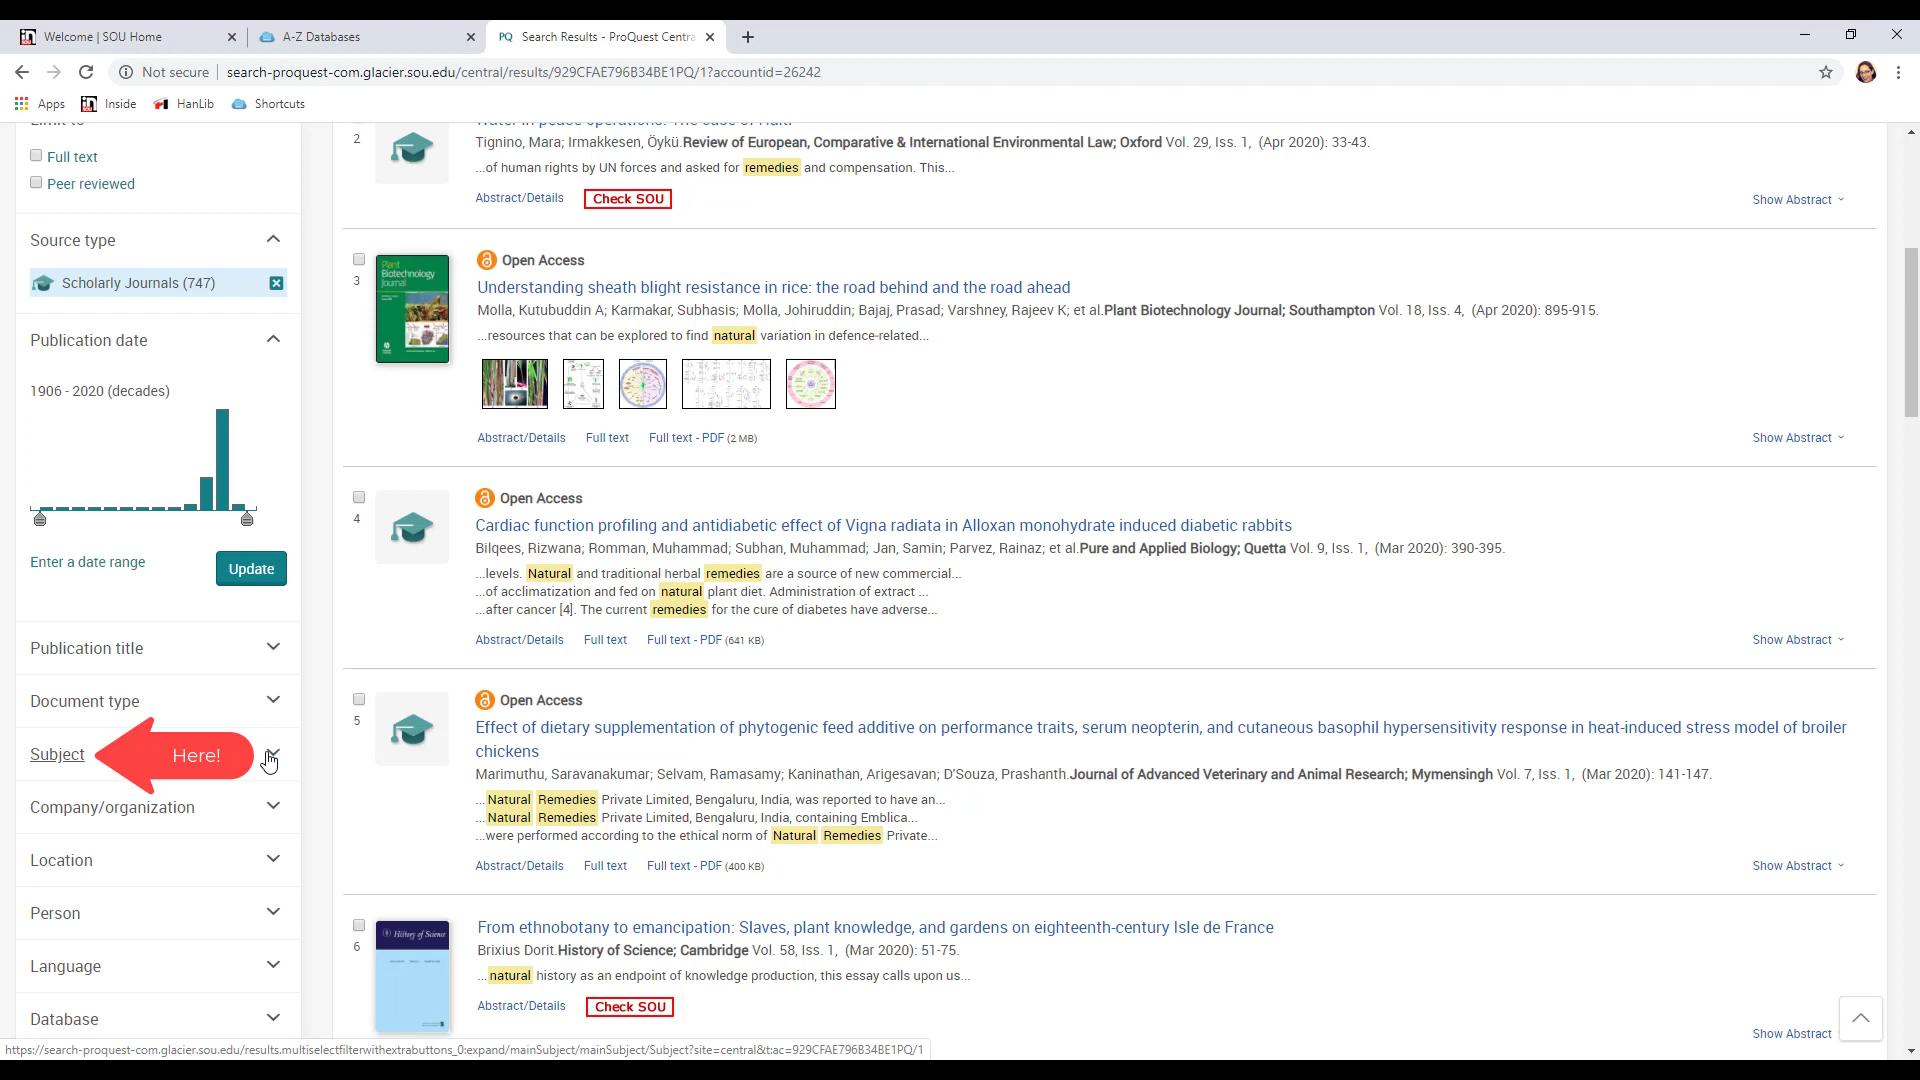 Welcome | SOU Home
A-Z Databases
PQ Search Results - ProQuest Centra
Not secure
search-proquest-com.glacier.sou.edu/central/results/929CFAE796B34BE1PQ/1?accountid=26242
Apps
Inside
HanLib
Shortcuts
Limit to
Full text
Peer reviewed
Source type
Scholarly Journals (747)
Publication date
1906 - 2020 (decades)
Enter a date range
Update
Publication title
Document type
Subject
Here!
Company/organization
Location
Person
Language
Database
Water in peace operations: The case of Haiti
2
Tignino, Mara; Irmakkesen, Öykü.Review of European, Comparative & International Environmental Law; Oxford Vol. 29, Iss. 1, (Apr 2020): 33-43.
...of human rights by UN forces and asked for remedies and compensation. This...
Abstract/Details
Check SOU
Show Abstract
Open Access
3
Plant Biotechnology Journal
Understanding sheath blight resistance in rice: the road behind and the road ahead
Molla, Kutubuddin A; Karmakar, Subhasis; Molla, Johiruddin; Bajaj, Prasad; Varshney, Rajeev K; et al.Plant Biotechnology Journal; Southampton Vol. 18, Iss. 4, (Apr 2020): 895-915.
...resources that can be explored to find natural variation in defence-related...
Abstract/Details
Full text
Full text - PDF (2 MB)
Show Abstract
Open Access
4
Cardiac function profiling and antidiabetic effect of Vigna radiata in Alloxan monohydrate induced diabetic rabbits
Bilqees, Rizwana; Romman, Muhammad; Subhan, Muhammad; Jan, Samin; Parvez, Rainaz; et al.Pure and Applied Biology; Quetta Vol. 9, Iss. 1, (Mar 2020): 390-395.
...levels. Natural and traditional herbal remedies are a source of new commercial...
...of acclimatization and fed on natural plant diet. Administration of extract ...
...after cancer [4]. The current remedies for the cure of diabetes have adverse...
Abstract/Details
Full text
Full text - PDF (641 KB)
Show Abstract
Open Access
5
Effect of dietary supplementation of phytogenic feed additive on performance traits, serum neopterin, and cutaneous basophil hypersensitivity response in heat-induced stress model of broiler
chickens
Marimuthu, Saravanakumar; Selvam, Ramasamy; Kaninathan, Arigesavan; D'Souza, Prashanth.Journal of Advanced Veterinary and Animal Research; Mymensingh Vol. 7, Iss. 1, (Mar 2020): 141-147.
... Natural Remedies Private Limited, Bengaluru, India, was reported to have an...
... Natural Remedies Private Limited, Bengaluru, India, containing Emblica...
...were performed according to the ethical norm of Natural Remedies Private...
Abstract/Details
Full text
Full text - PDF (400 KB)
Show Abstract
6
History of Science
From ethnobotany to emancipation: Slaves, plant knowledge, and gardens on eighteenth-century Isle de France
Brixius Dorit.History of Science; Cambridge Vol. 58, Iss. 1, (Mar 2020): 51-75.
... natural history as an endpoint of knowledge production, this essay calls upon us...
Abstract/Details
Check SOU
Show Abstract
https://search-proquest-com.glacier.sou.edu/results.multiselectfilterwithextrabuttons_0:expand/mainSubject/mainSubject/Subject?site=central&t:ac=929CFAE796B34BE1PQ/1